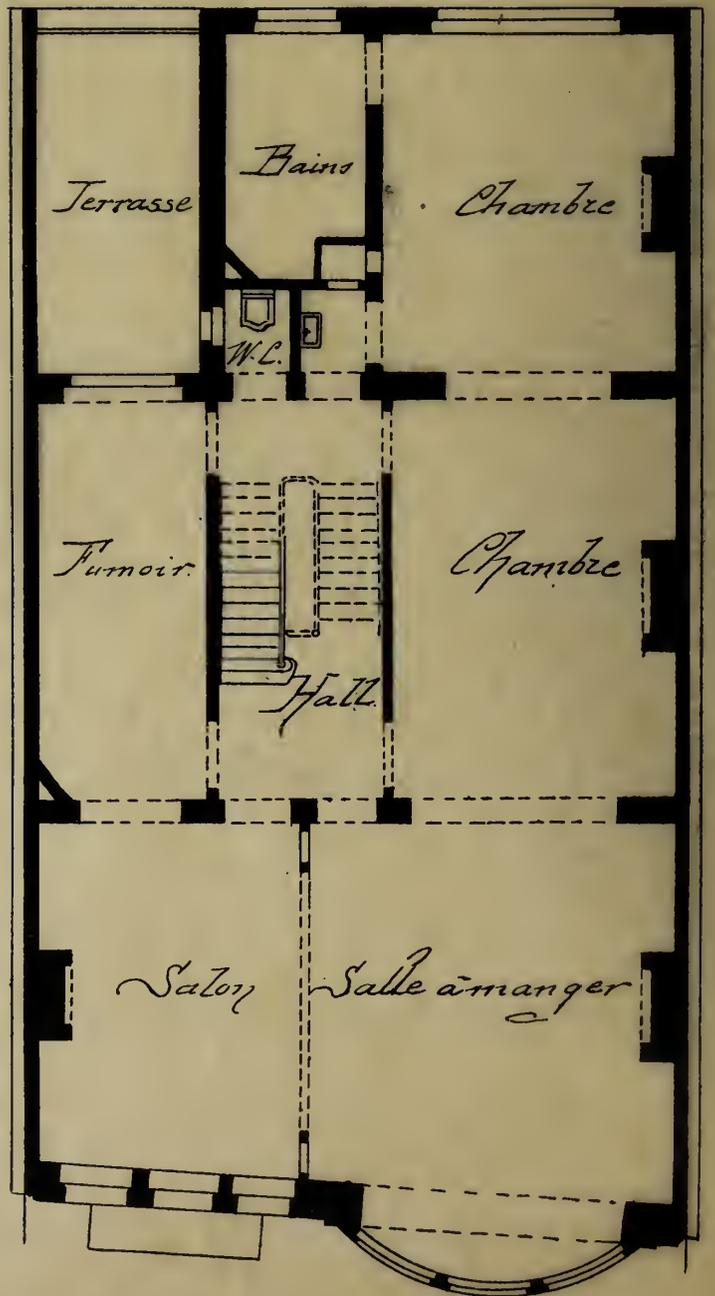 Terrasse
Bains
Chambre
W.C.
Fumoir.
Hall.
Chambre
Salon
Salle à manger